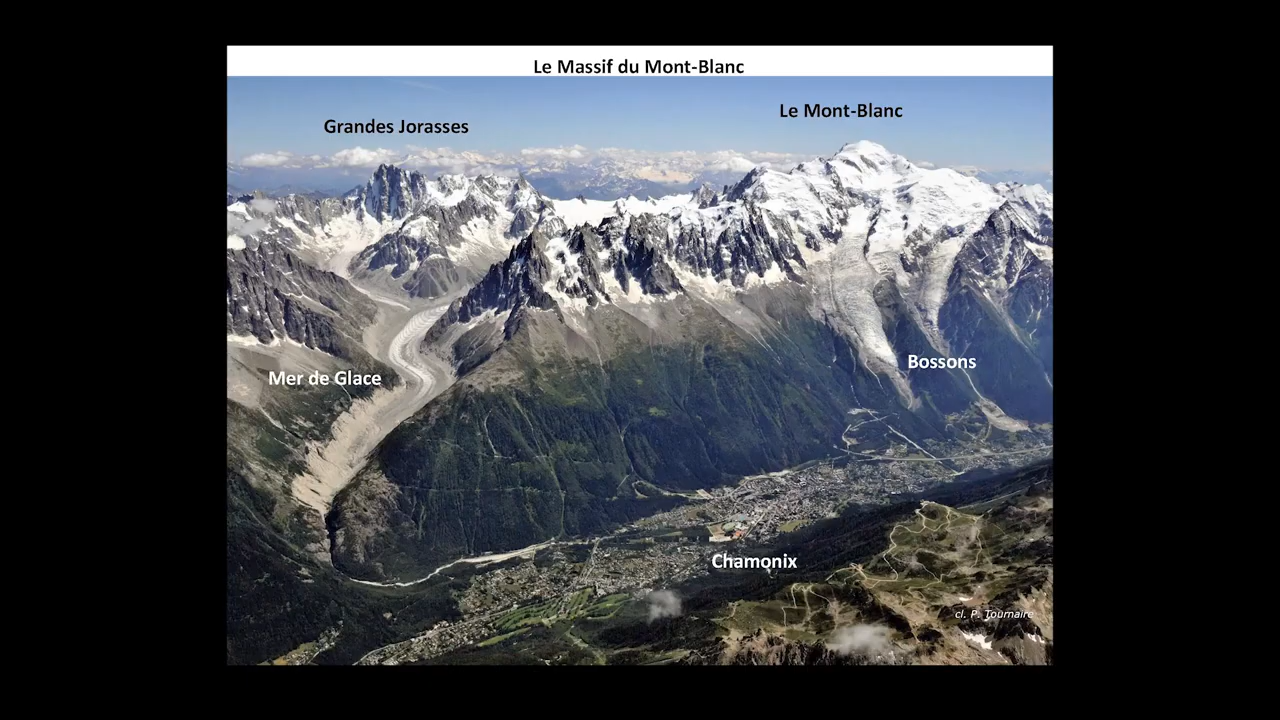 Le Massif du Mont-Blanc
Le Mont-Blanc
Grandes Jorasses
Bossons
Mer de Glace
Chamonix
cl. P. Tournaire